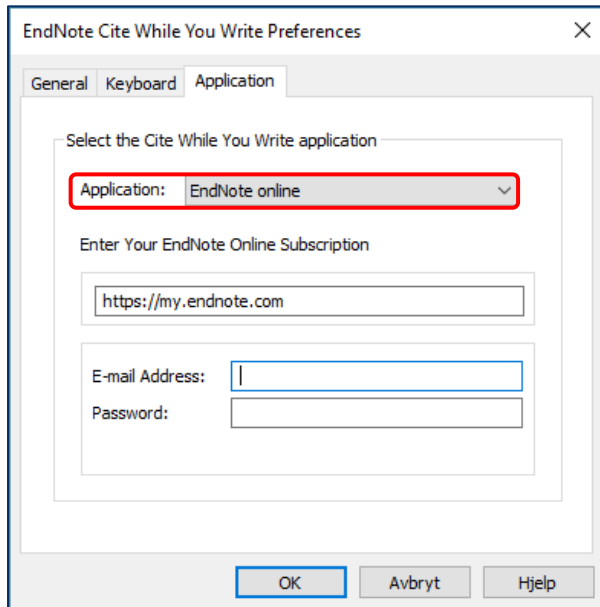 EndNote Cite While You Write Preferences
General Keyboard Application
Select the Cite While You Write application
Application: EndNote online
Enter Your EndNote Online Subscription
https://my.endnote.com
E-mail Address:
Password:
OK Avbryt Hjelp